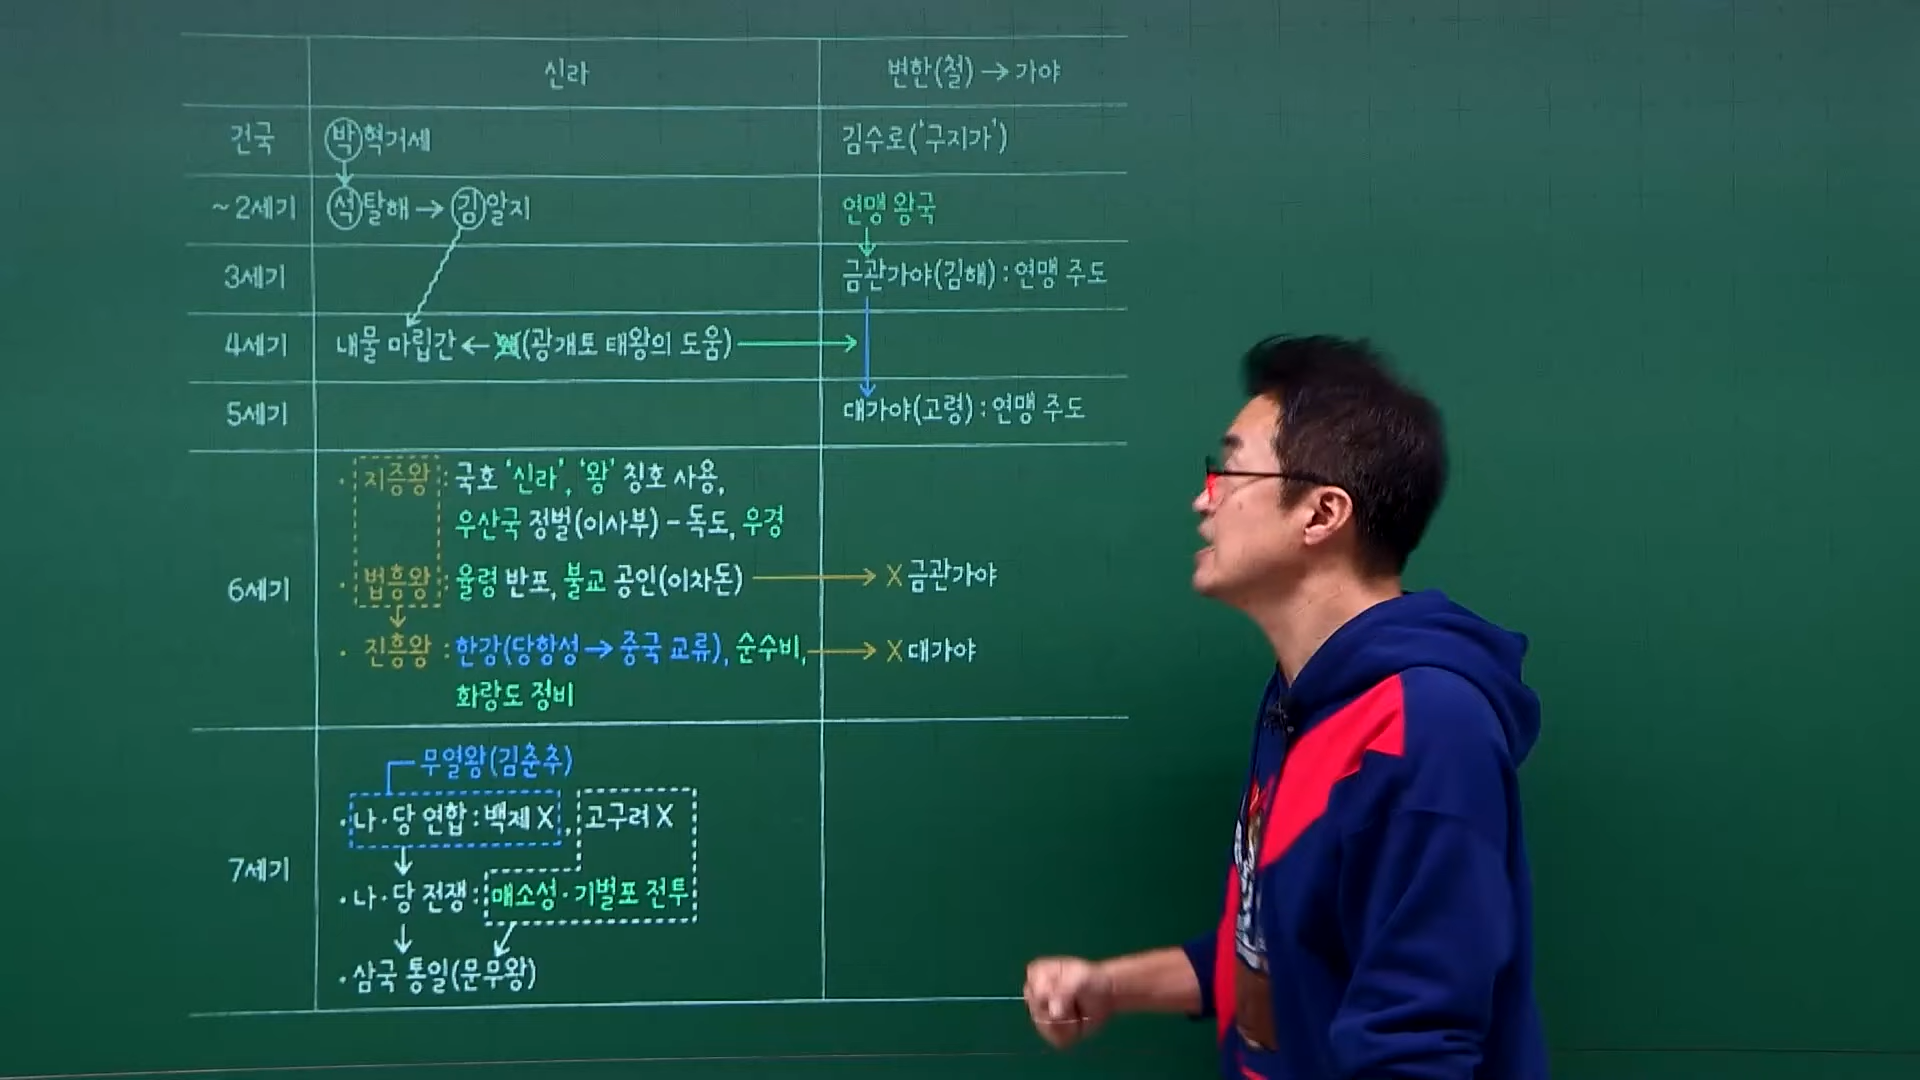 신라
변한(철) → 가야
건국
박혁거세
김수로('구지가')
~2세기
석탈해 → 김알지
연맹 왕국
3세기
금관가야(김해) : 연맹 주도
4세기
내물 마립간 ← (광개토 태왕의 도움)
5세기
대가야(고령) : 연맹 주도
6세기
· 지증왕 : 국호 '신라', '왕' 칭호 사용,
우산국 정벌(이사부) - 독도, 우경
· 법흥왕 : 율령 반포, 불교 공인(이차돈) → X 금관가야
· 진흥왕 : 한강(당항성 → 중국 교류), 순수비, → X 대가야
화랑도 정비
7세기
무열왕(김춘추)
· 나·당 연합 : 백제 X, 고구려 X
· 나·당 전쟁 : 매소성·기벌포 전투
· 삼국 통일(문무왕)